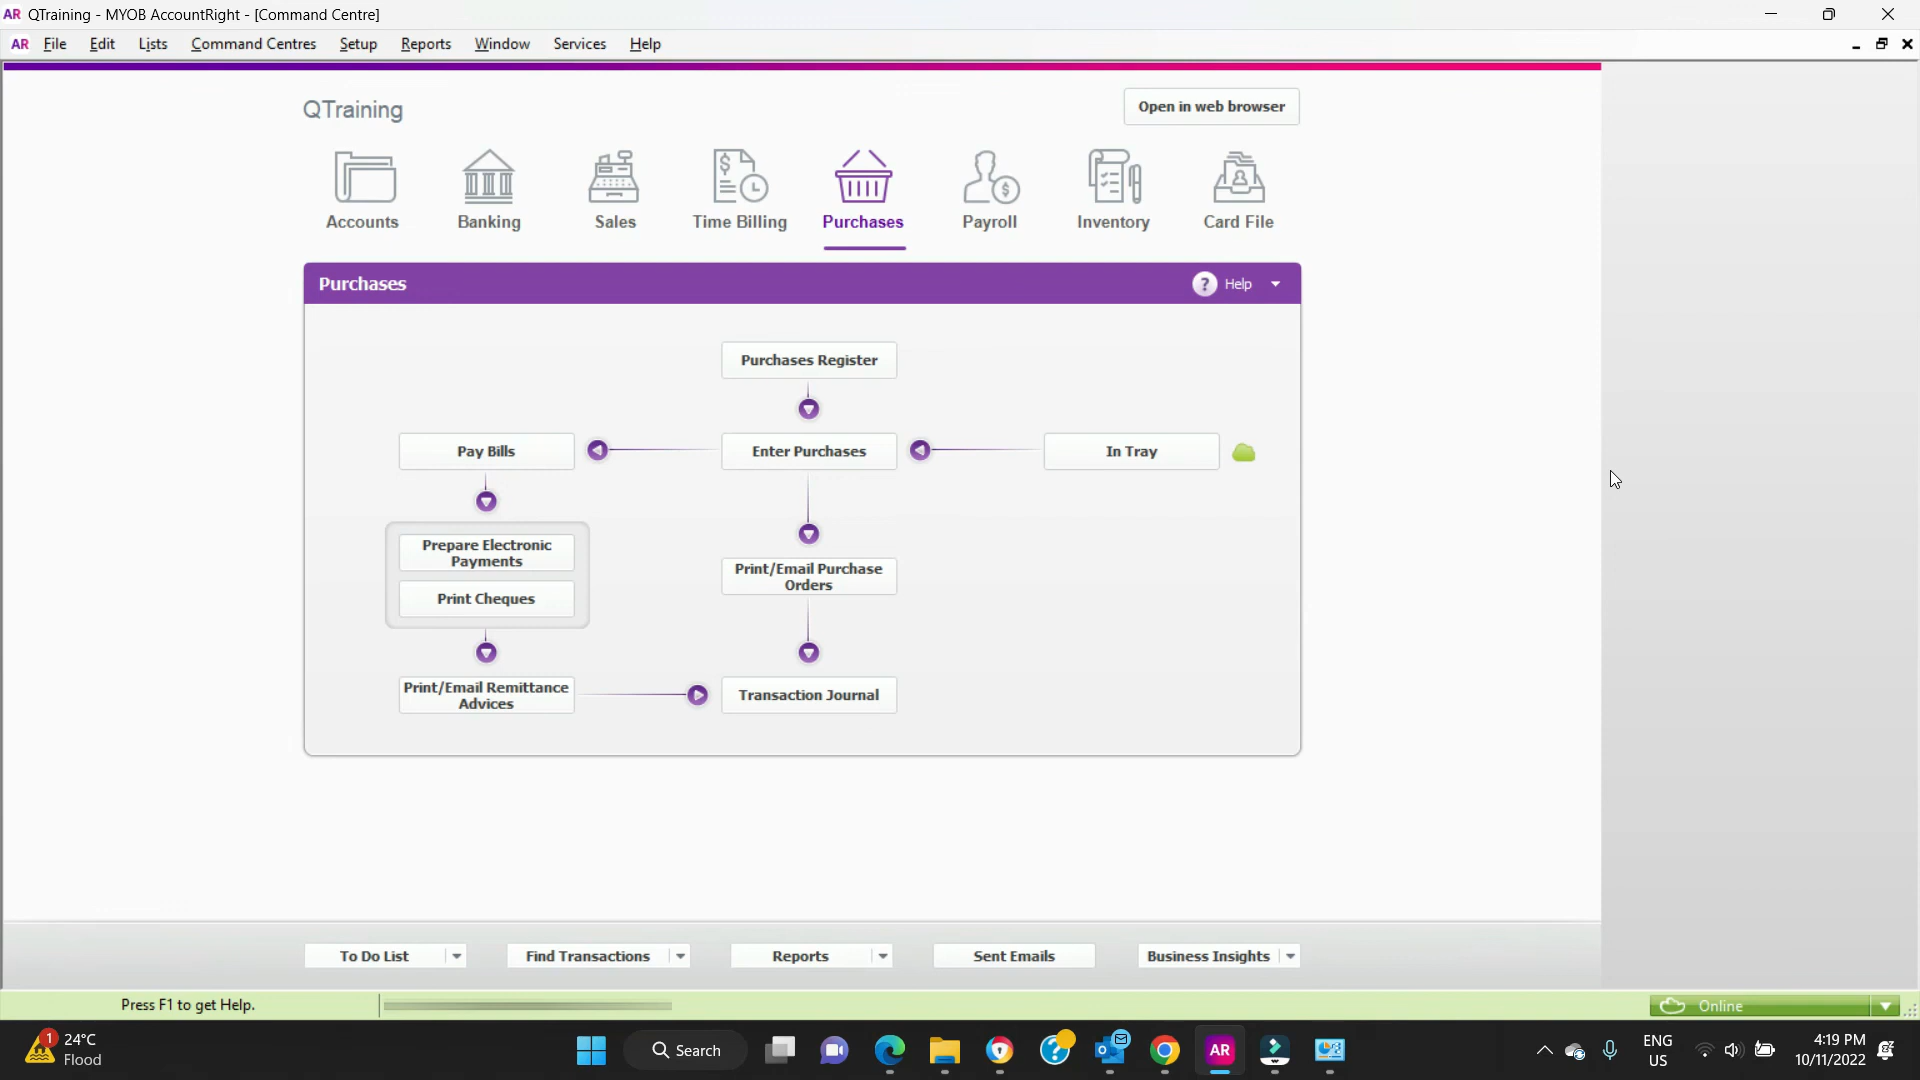 AR QTraining - MYOB AccountRight - [Command Centre]
AR File Edit Lists Command Centres Setup Reports Window Services Help
QTraining
Open in web browser
Accounts Banking Sales Time Billing Purchases Payroll Inventory Card File
Purchases
? Help
Purchases Register
Pay Bills
Enter Purchases
In Tray
Prepare Electronic
Payments
Print Cheques
Print/Email Purchase
Orders
Print/Email Remittance
Advices
Transaction Journal
To Do List
Find Transactions
Reports
Sent Emails
Business Insights
Press F1 to get Help.
Online
1
24°C
Flood
Search
AR
ENG
US
4:19 PM
10/11/2022